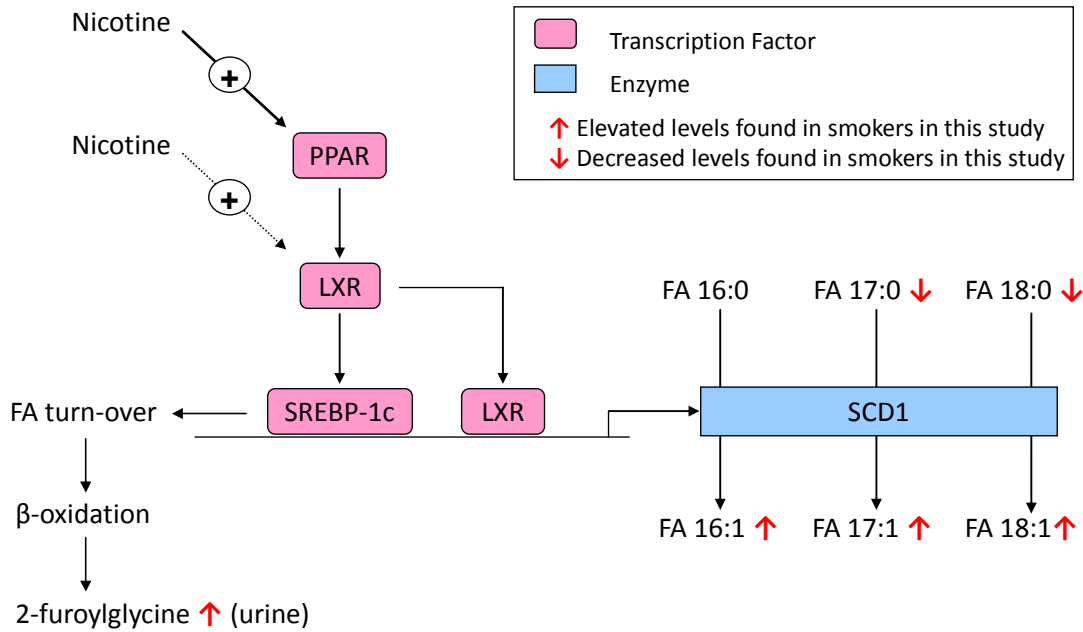 Nicotine
+
Nicotine
+
PPAR
LXR
SREBP-1c
LXR
FA turn-over
β-oxidation
2-furoylglycine ↑ (urine)
Transcription Factor
Enzyme
↑ Elevated levels found in smokers in this study
↓ Decreased levels found in smokers in this study
FA 16:0
FA 17:0 ↓
FA 18:0 ↓
SCD1
FA 16:1 ↑
FA 17:1 ↑
FA 18:1 ↑